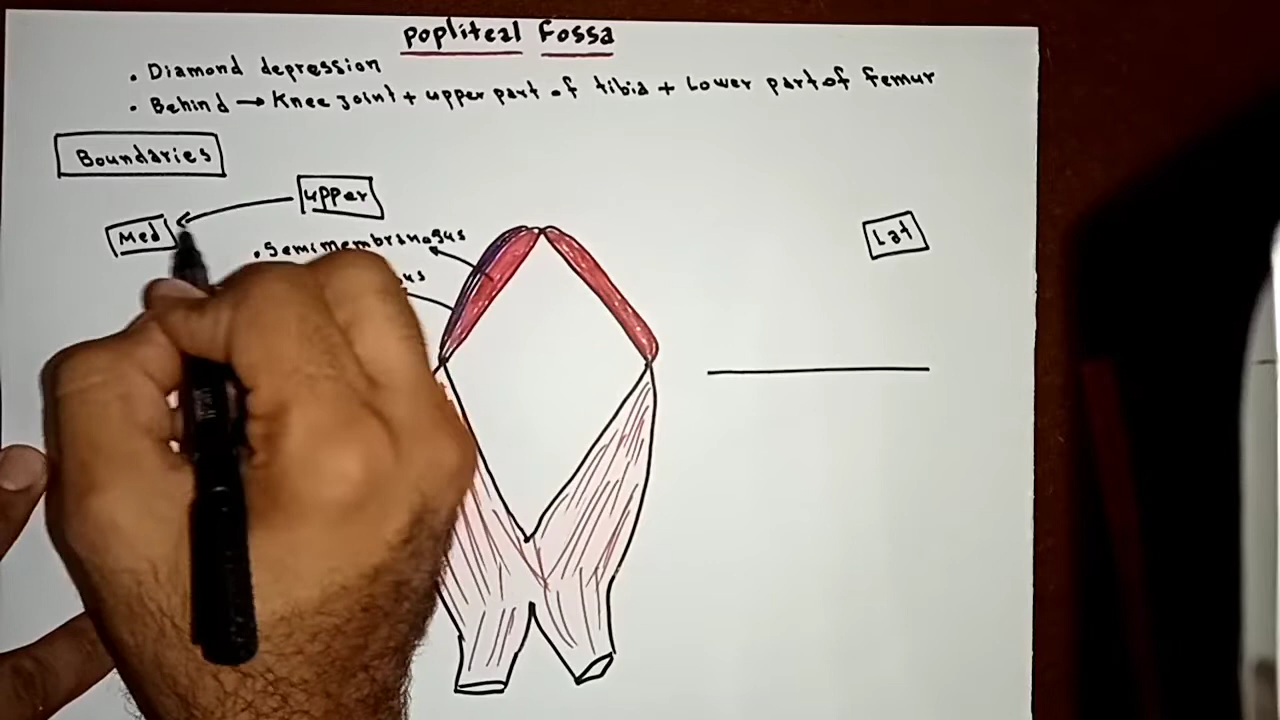 popliteal Fossa
. Diamond depression
. Behind → Knee joint + upper part of tibia + Lower part of Femur
Boundaries
upper
Med
Lat
. Semimembranosus